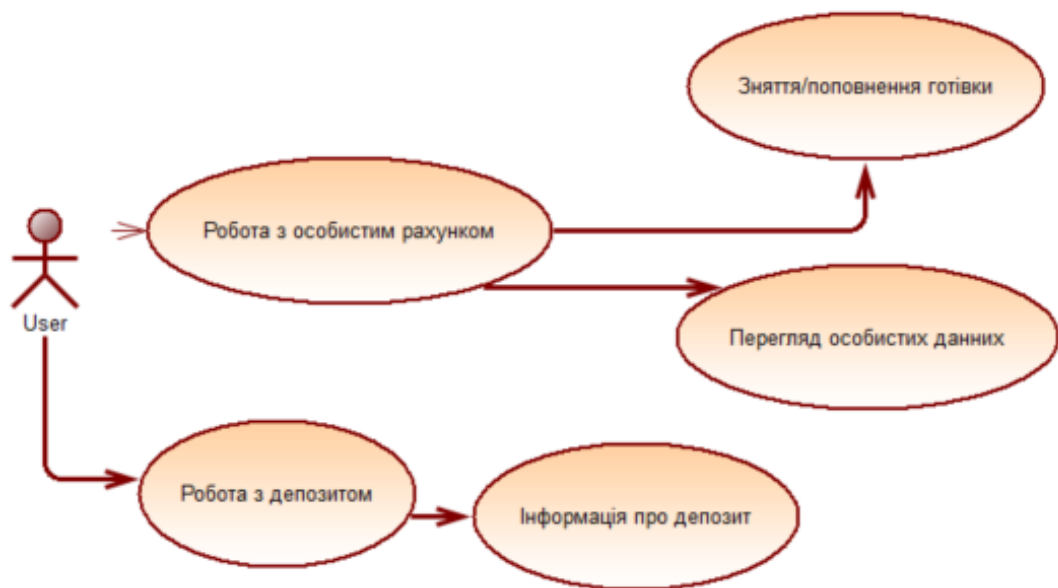 Зняття/поповнення готівки
Робота з особистим рахунком
User
Перегляд особистих данних
Робота з депозитом
Інформація про депозит